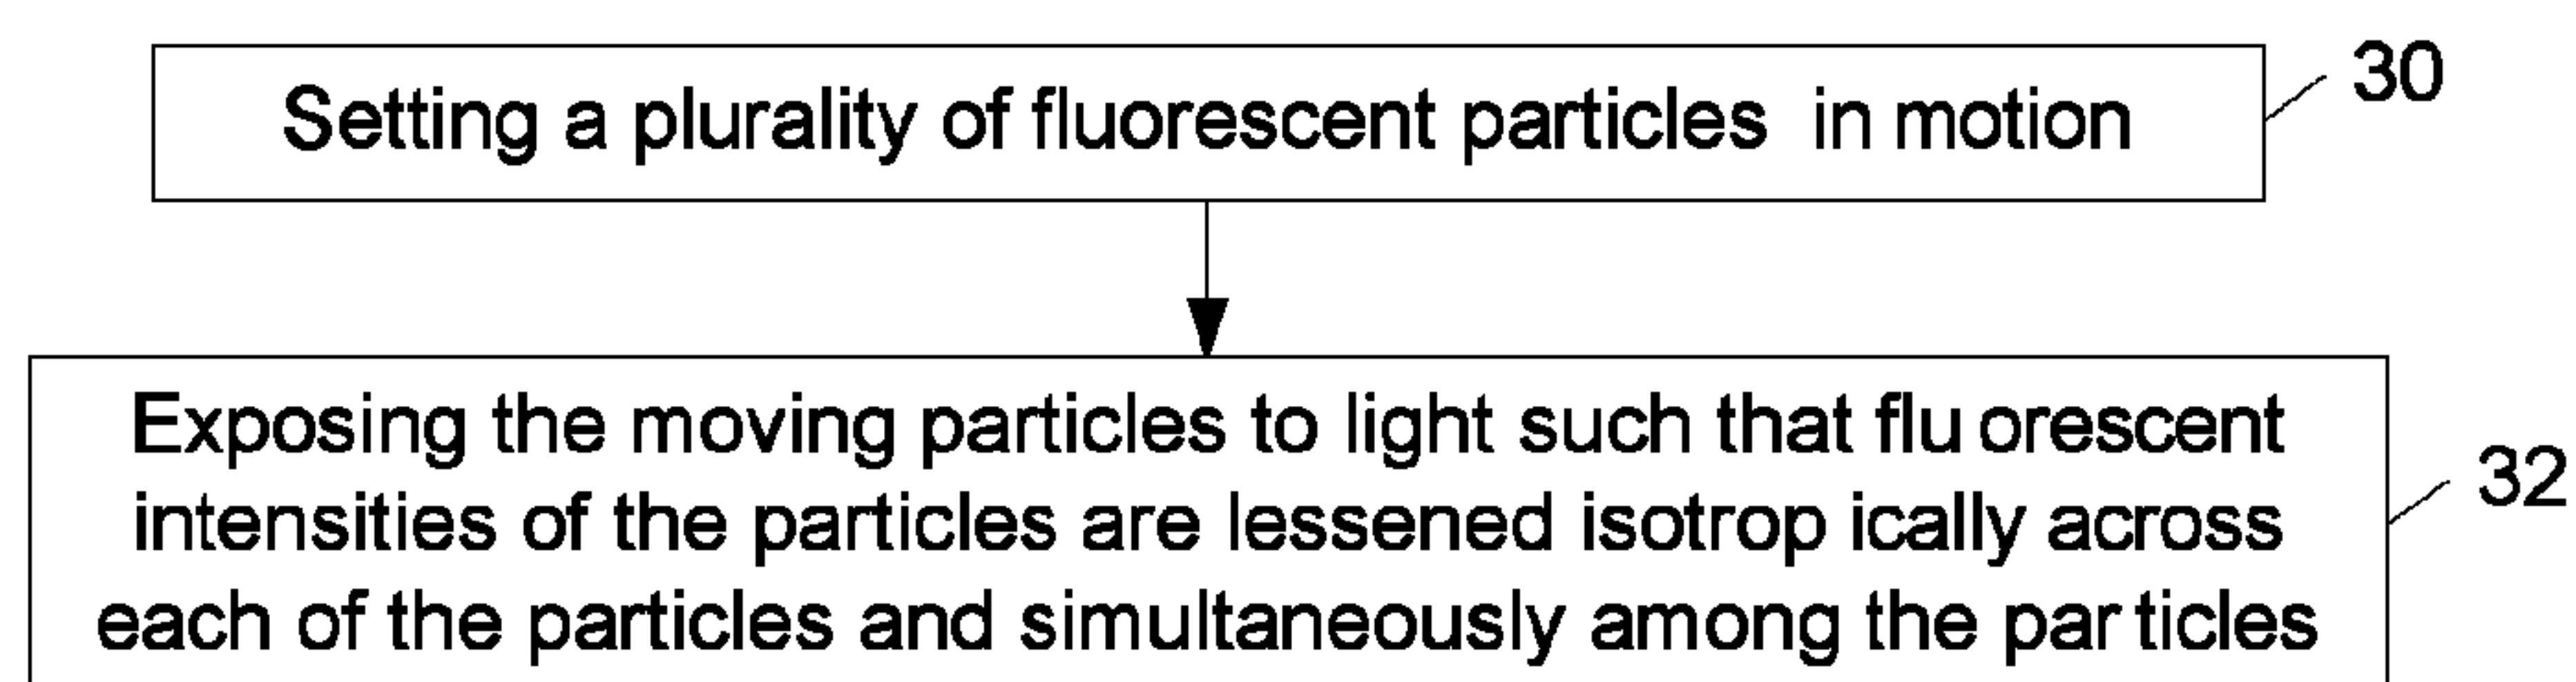 Setting a plurality of fluorescent particles in motion
30
Exposing the moving particles to light such that flu orescent
intensities of the particles are lessened isotrop ically across
each of the particles and simultaneously among the par ticles
32